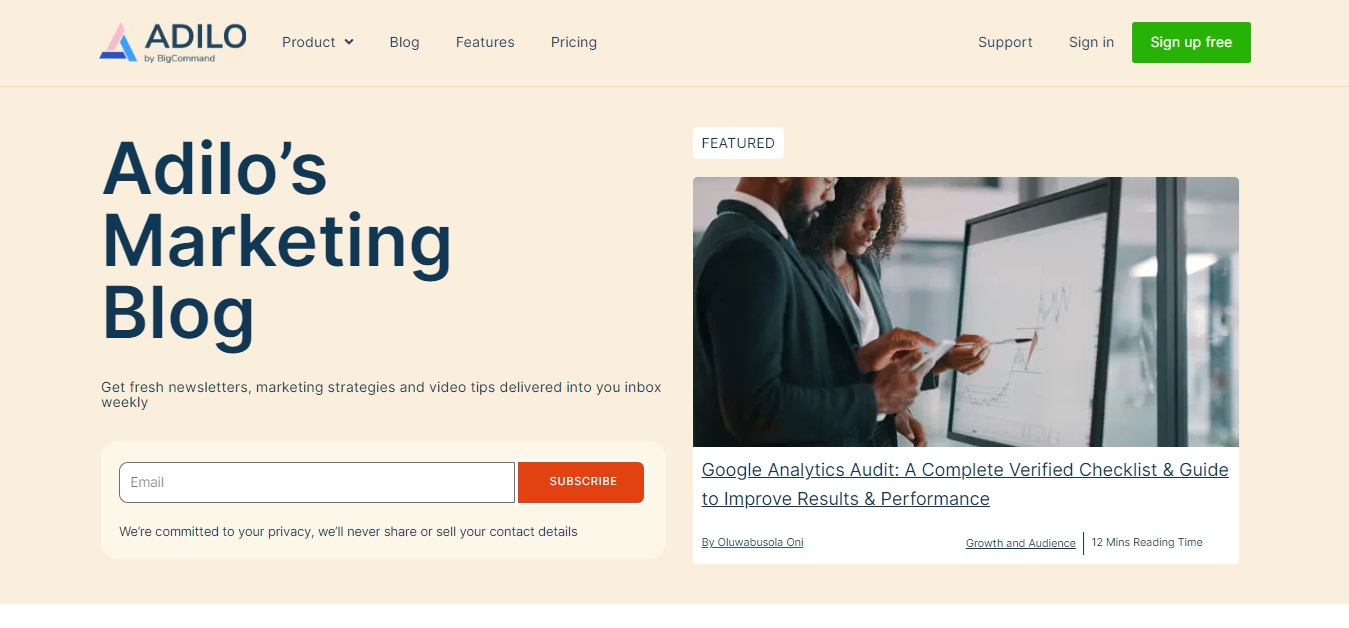 ADILO
by BigCommand
Product
Blog
Features
Pricing
Support
Sign in
Sign up free
Adilo’s
Marketing
Blog
Get fresh newsletters, marketing strategies and video tips delivered into you inbox
weekly
Email
SUBSCRIBE
We’re committed to your privacy, we’ll never share or sell your contact details
FEATURED
Google Analytics Audit: A Complete Verified Checklist & Guide
to Improve Results & Performance
By Oluwabusola Oni
Growth and Audience
12 Mins Reading Time